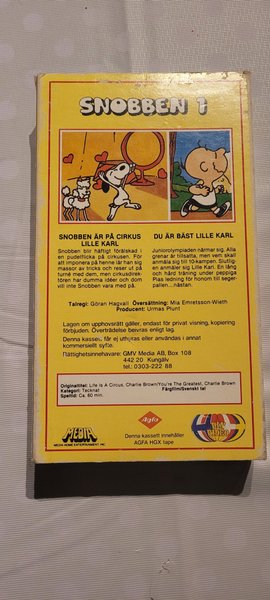 SNOBBEN 1
SNOBBEN ÄR PÅ CIRKUS
LILLE KARL
Snobben blir häftigt förälskad i
en pudelflicka på cirkusen. För
att imponera på henne lär han sig
massor av tricks och reser ut på
turné med dem, men cirkusdirek-
tören har dumma idéer och dom
vill inte Snobben vara med på.
DU ÄR BÄST LILLE KARL
Juniorolympiaden närmar sig. Alla
grenar är tillsatta, men vem skall
anmäla sig till 10-kampen. Slutlig-
en anmäler sig Lille Karl. En lång
och hård träning under Peppiga
Pias ledning för honom till seger-
pallen....nästan.
Talregi: Göran Hagvall Översättning: Mia Emretsson-Wieth
Producent: Urmas Plunt
Lagen om upphovsrätt gäller, endast för privat visning, kopiering
förbjuden. Överträdelse beivras enligt lag.
Denna kassett får ej uthyras eller användas i annat
kommersiellt syfte.
Rättighetsinnehavare: GMV Media AB, Box 108
442 20 Kungälv
tel.: 0303-222 88
Originaltitel: Life Is A Circus, Charlie Brown/You're The Greatest, Charlie Brown
Kategori: Tecknat Färgfilm/Svenskt tal
Speltid: Ca. 60 min.
MEDIA
MEDIA HOME ENTERTAINMENT, INC.
Agfa
Denna kassett innehåller
AGFA HGX tape